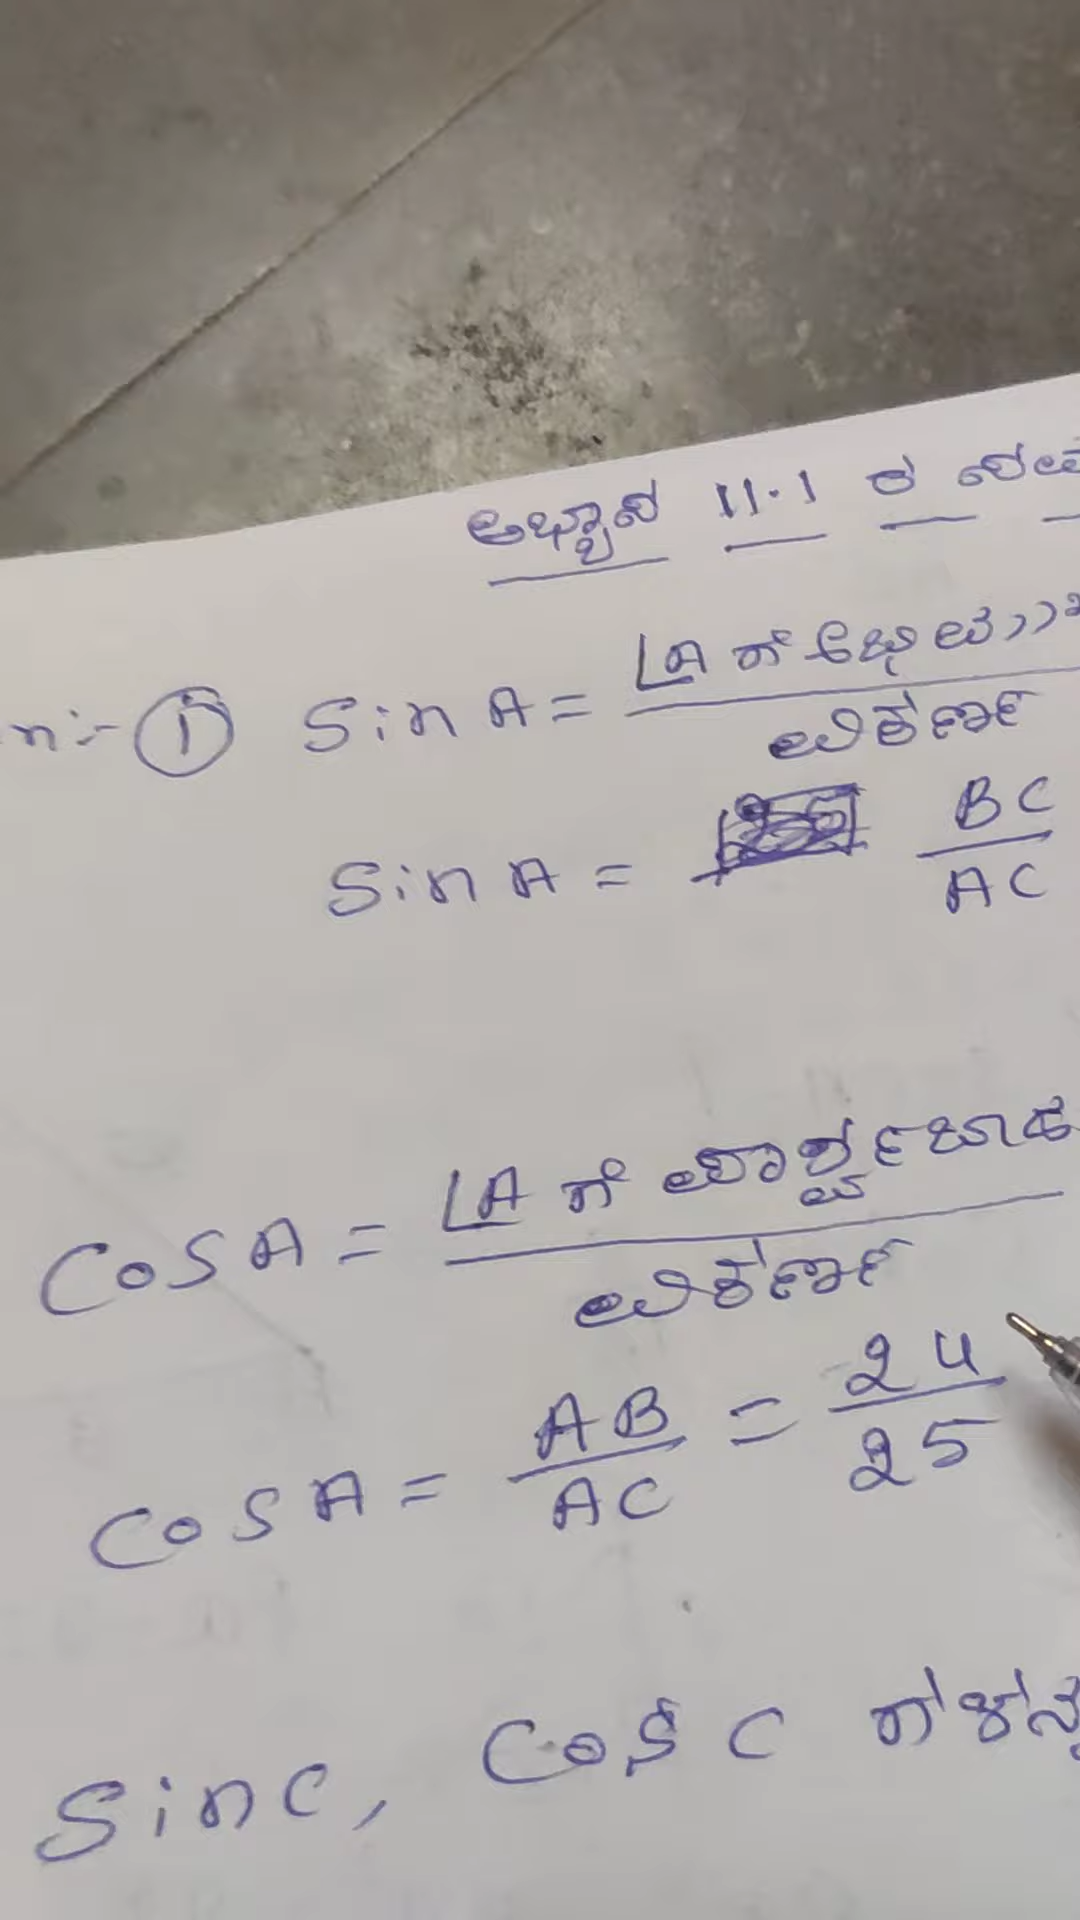 ಅಭ್ಯಾಸ 11.1 ರ
n:- ① Sin A = ∟A ಗೆ / ವಿಕರ್ಣ
Sin A = BC / AC
Cos A = ∟A ಗೆ ಪಾರ್ಶ್ವಬಾಹು / ವಿಕರ್ಣ
Cos A = AB / AC = 24 / 25
Sin C, Cos C